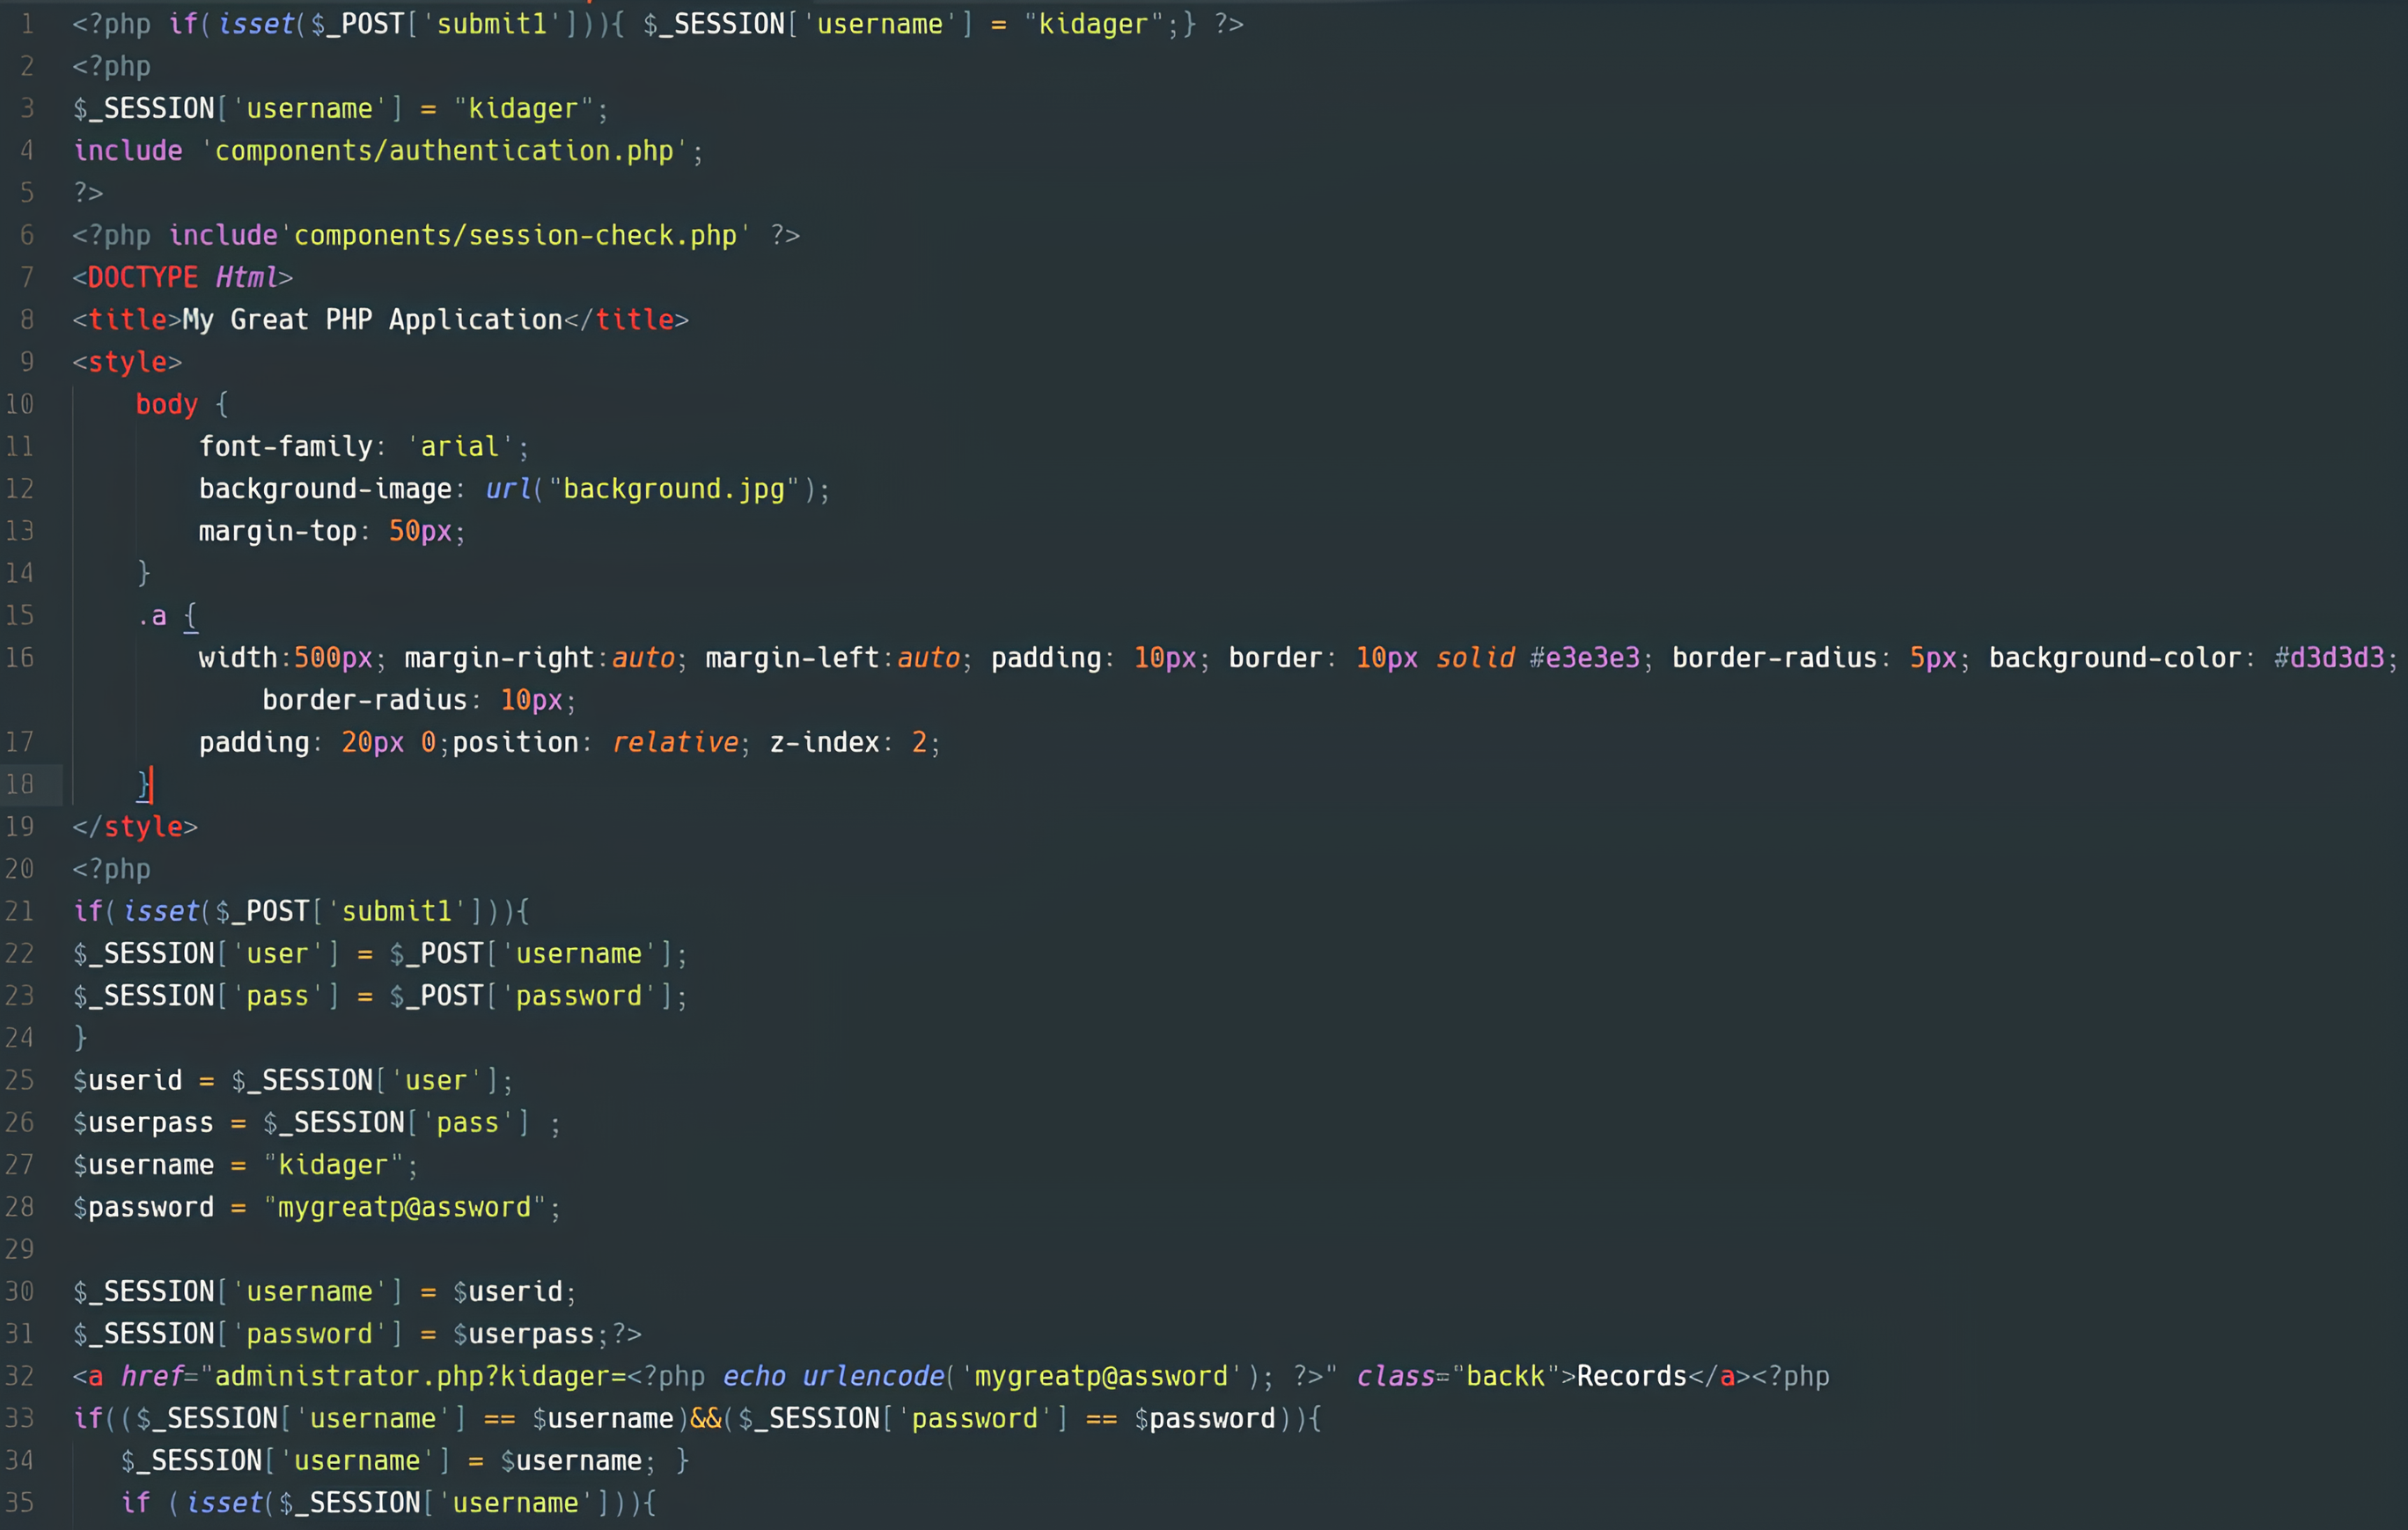 1 <?php if(isset($_POST['submit1'])){ $_SESSION['username'] = "kidager";} ?>
2 <?php
3 $_SESSION['username'] = "kidager";
4 include 'components/authentication.php';
5 ?>
6 <?php include'components/session-check.php' ?>
7 <DOCTYPE Html>
8 <title>My Great PHP Application</title>
9 <style>
10     body {
11         font-family: 'arial';
12         background-image: url("background.jpg");
13         margin-top: 50px;
14     }
15     .a {
16         width:500px; margin-right:auto; margin-left:auto; padding: 10px; border: 10px solid #e3e3e3; border-radius: 5px; background-color: #d3d3d3;
            border-radius: 10px;
17         padding: 20px 0;position: relative; z-index: 2;
18     }
19 </style>
20 <?php
21 if(isset($_POST['submit1'])){
22 $_SESSION['user'] = $_POST['username'];
23 $_SESSION['pass'] = $_POST['password'];
24 }
25 $userid = $_SESSION['user'];
26 $userpass = $_SESSION['pass'] ;
27 $username = "kidager";
28 $password = "mygreatp@assword";
29
30 $_SESSION['username'] = $userid;
31 $_SESSION['password'] = $userpass;?>
32 <a href="administrator.php?kidager=<?php echo urlencode('mygreatp@assword'); ?>" class="backk">Records</a><?php
33 if(($_SESSION['username'] == $username)&&($_SESSION['password'] == $password)){
34    $_SESSION['username'] = $username; }
35    if (isset($_SESSION['username'])){